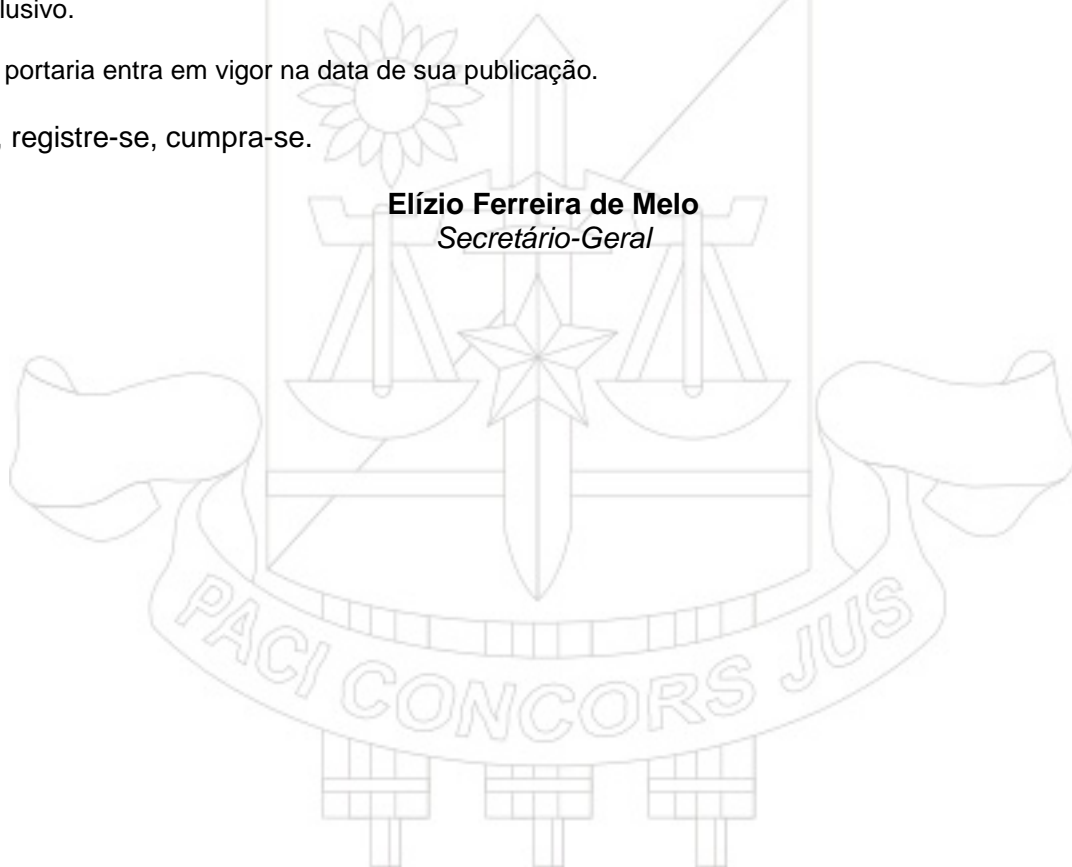 lusivo.
portaria entra em vigor na data de sua publicação.
, registre-se, cumpra-se.
Elízio Ferreira de Melo
Secretário-Geral
PACI CONCORS JUS